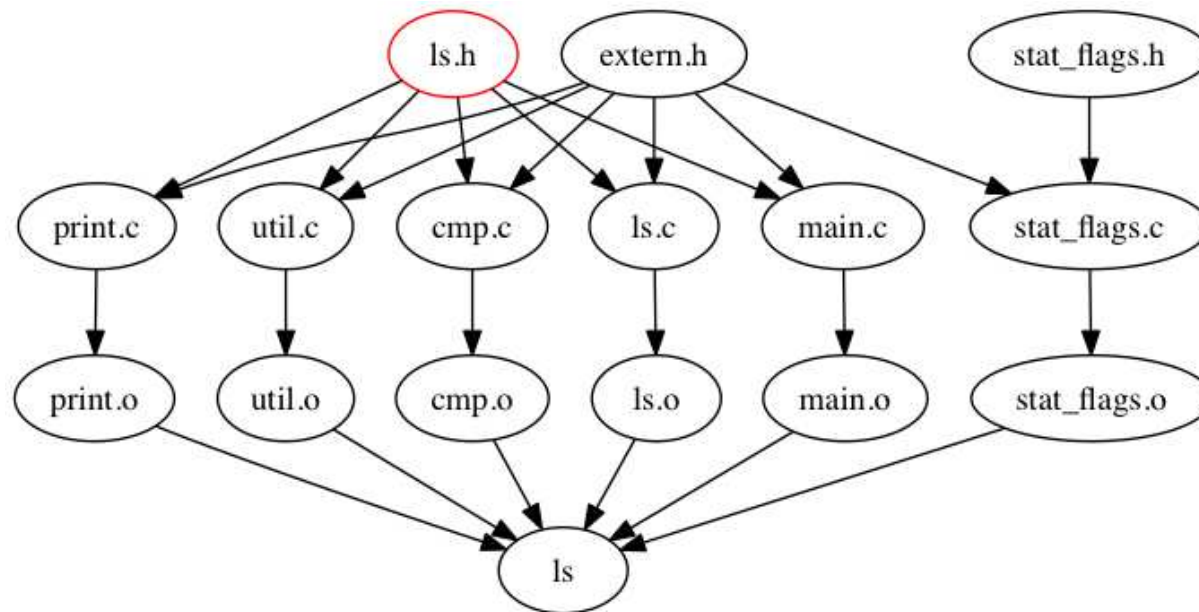 ls.h
extern.h
stat_flags.h
print.c
util.c
cmp.c
ls.c
main.c
stat_flags.c
print.o
util.o
cmp.o
ls.o
main.o
stat_flags.o
ls